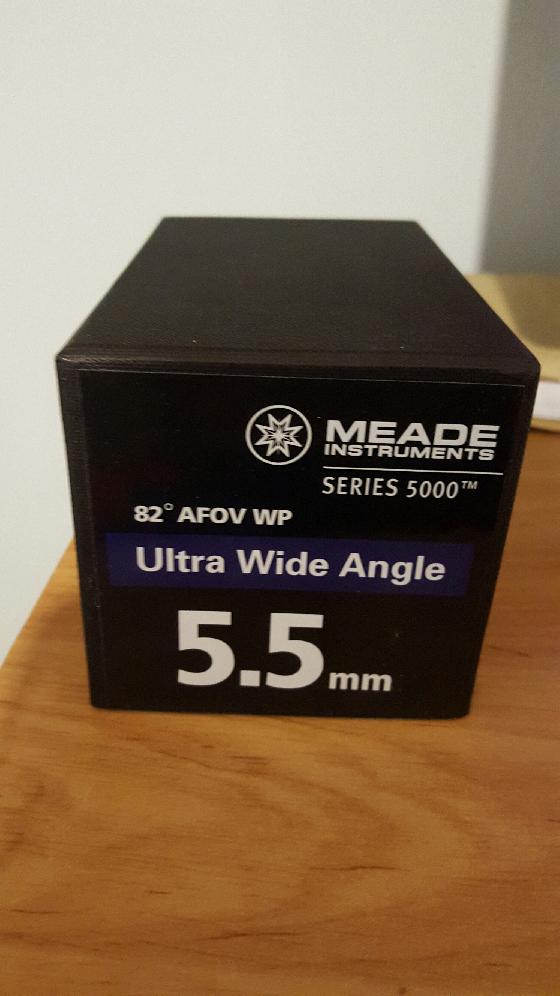 MEADE
INSTRUMENTS
SERIES 5000™
82° AFOV WP
Ultra Wide Angle
5.5mm